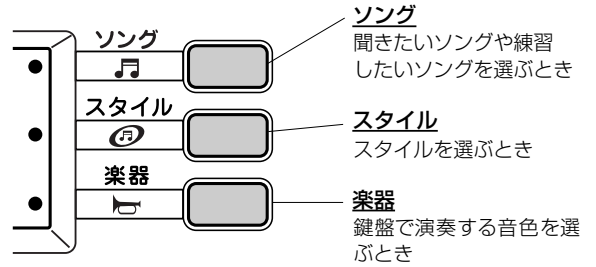 ソング
スタイル
楽器
ソング
聞きたいソングや練習
したいソングを選ぶとき
スタイル
スタイルを選ぶとき
楽器
鍵盤で演奏する音色を選
ぶとき